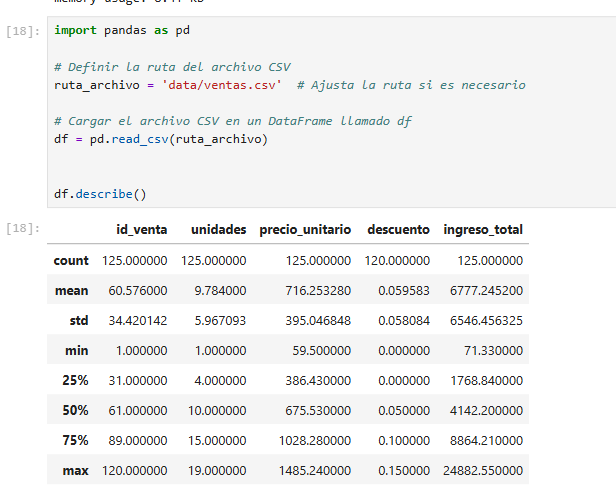 [18]: import pandas as pd
# Definir la ruta del archivo CSV
ruta_archivo = 'data/ventas.csv'  # Ajusta la ruta si es necesario
# Cargar el archivo CSV en un DataFrame llamado df
df = pd.read_csv(ruta_archivo)
df.describe()
[18]:
id_venta unidades precio_unitario descuento ingreso_total
count 125.000000 125.000000 125.000000 120.000000 125.000000
mean 60.576000 9.784000 716.253280 0.059583 6777.245200
std 34.420142 5.967093 395.046848 0.058084 6546.456325
min 1.000000 1.000000 59.500000 0.000000 71.330000
25% 31.000000 4.000000 386.430000 0.000000 1768.840000
50% 61.000000 10.000000 675.530000 0.050000 4142.200000
75% 89.000000 15.000000 1028.280000 0.100000 8864.210000
max 120.000000 19.000000 1485.240000 0.150000 24882.550000